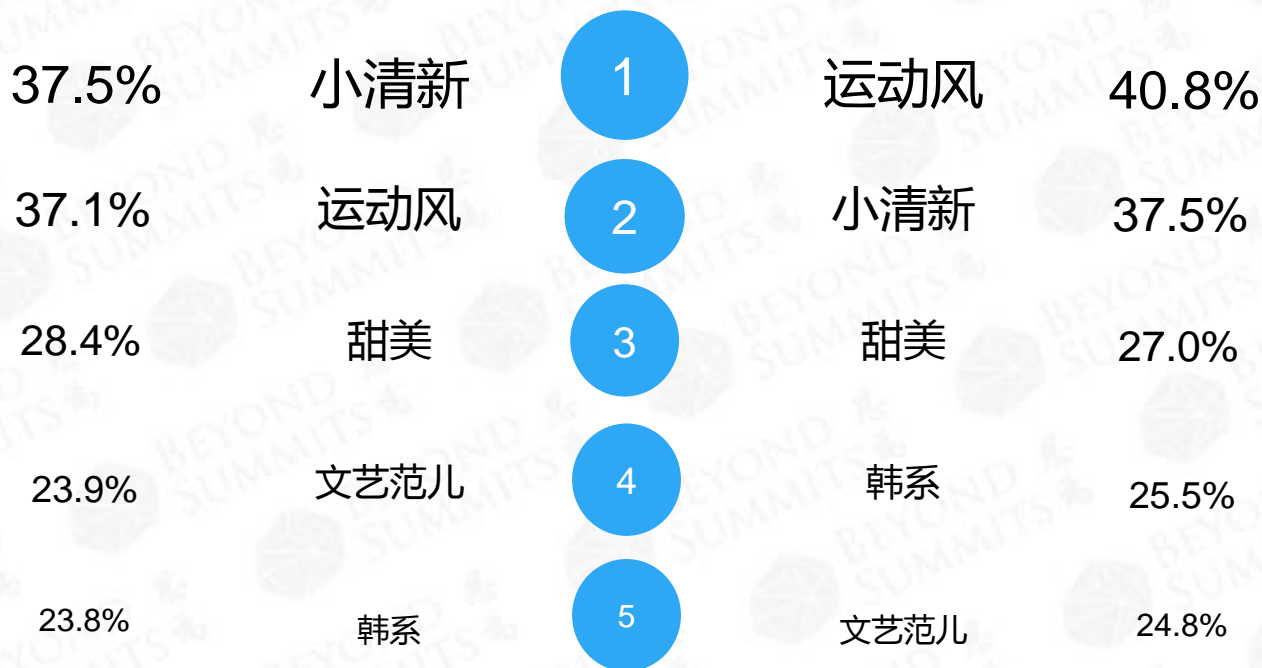 37.5% 小清新 1 运动风 40.8%
37.1% 运动风 2 小清新 37.5%
28.4% 甜美 3 甜美 27.0%
23.9% 文艺范儿 4 韩系 25.5%
23.8% 韩系 5 文艺范儿 24.8%
BEYOND
SUMMITS